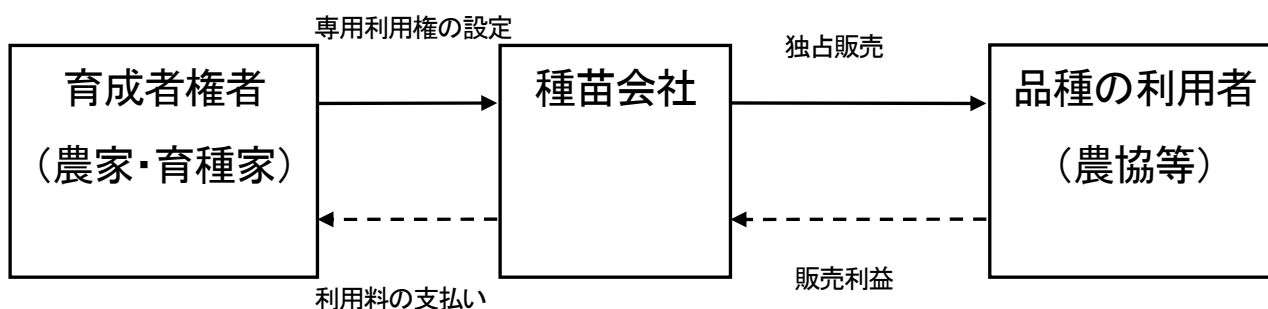 専用利用権の設定
独占販売
育成者権者
（農家・育種家）
種苗会社
品種の利用者
（農協等）
利用料の支払い
販売利益